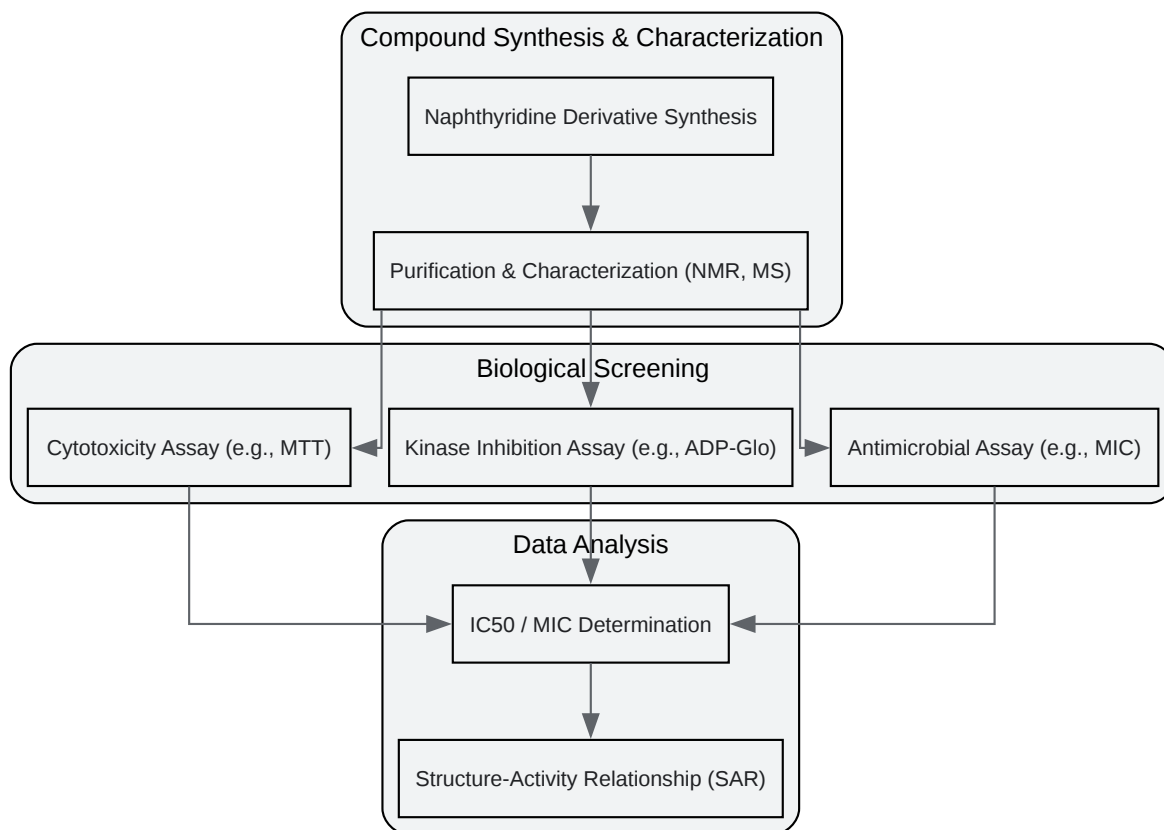 Compound Synthesis & Characterization
Naphthyridine Derivative Synthesis
Purification & Characterization (NMR, MS)
Biological Screening
Cytotoxicity Assay (e.g., MTT)
Kinase Inhibition Assay (e.g., ADP-Glo)
Antimicrobial Assay (e.g., MIC)
Data Analysis
IC50 / MIC Determination
Structure-Activity Relationship (SAR)